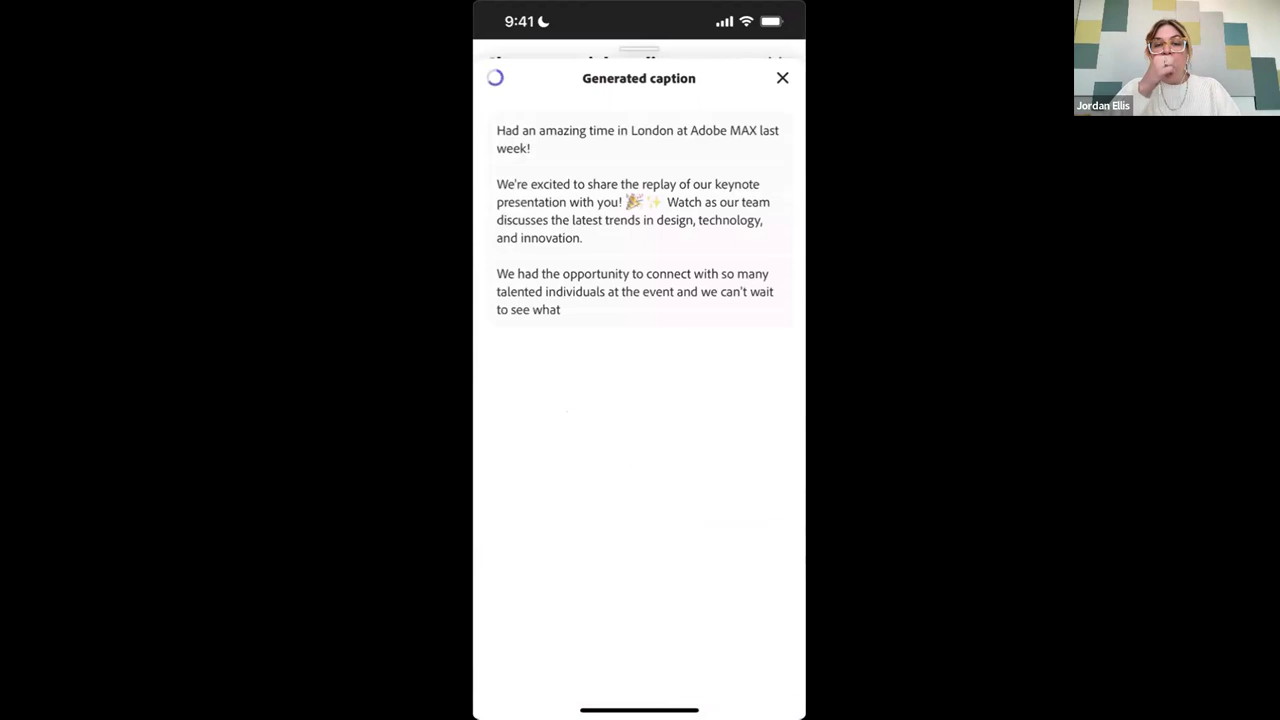 9:41
Generated caption
Had an amazing time in London at Adobe MAX last
week!
We're excited to share the replay of our keynote
presentation with you! 🎉 ✨ Watch as our team
discusses the latest trends in design, technology,
and innovation.
We had the opportunity to connect with so many
talented individuals at the event and we can't wait
to see what
Jordan Ellis